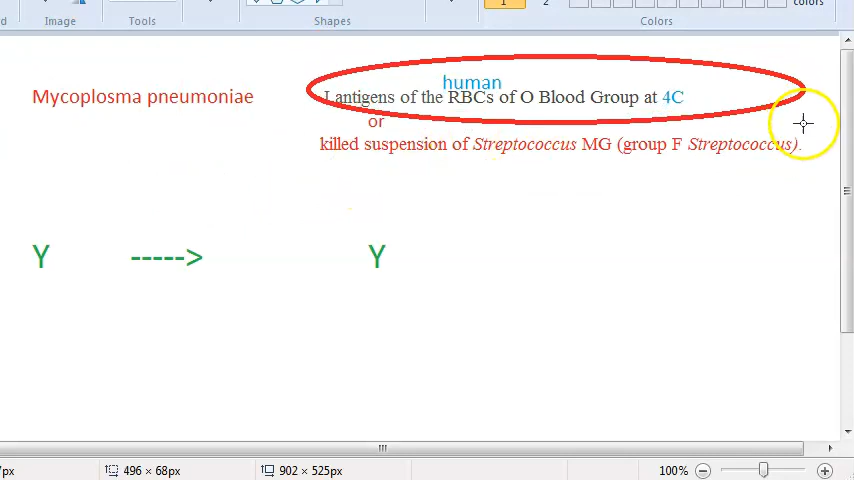 Image
Tools
Shapes
1
2
Colors
colors
human
Mycoplosma pneumoniae
I antigens of the RBCs of O Blood Group at 4C
or
killed suspension of Streptococcus MG (group F Streptococcus).
Y -----> Y
496 × 68px
902 × 525px
100%